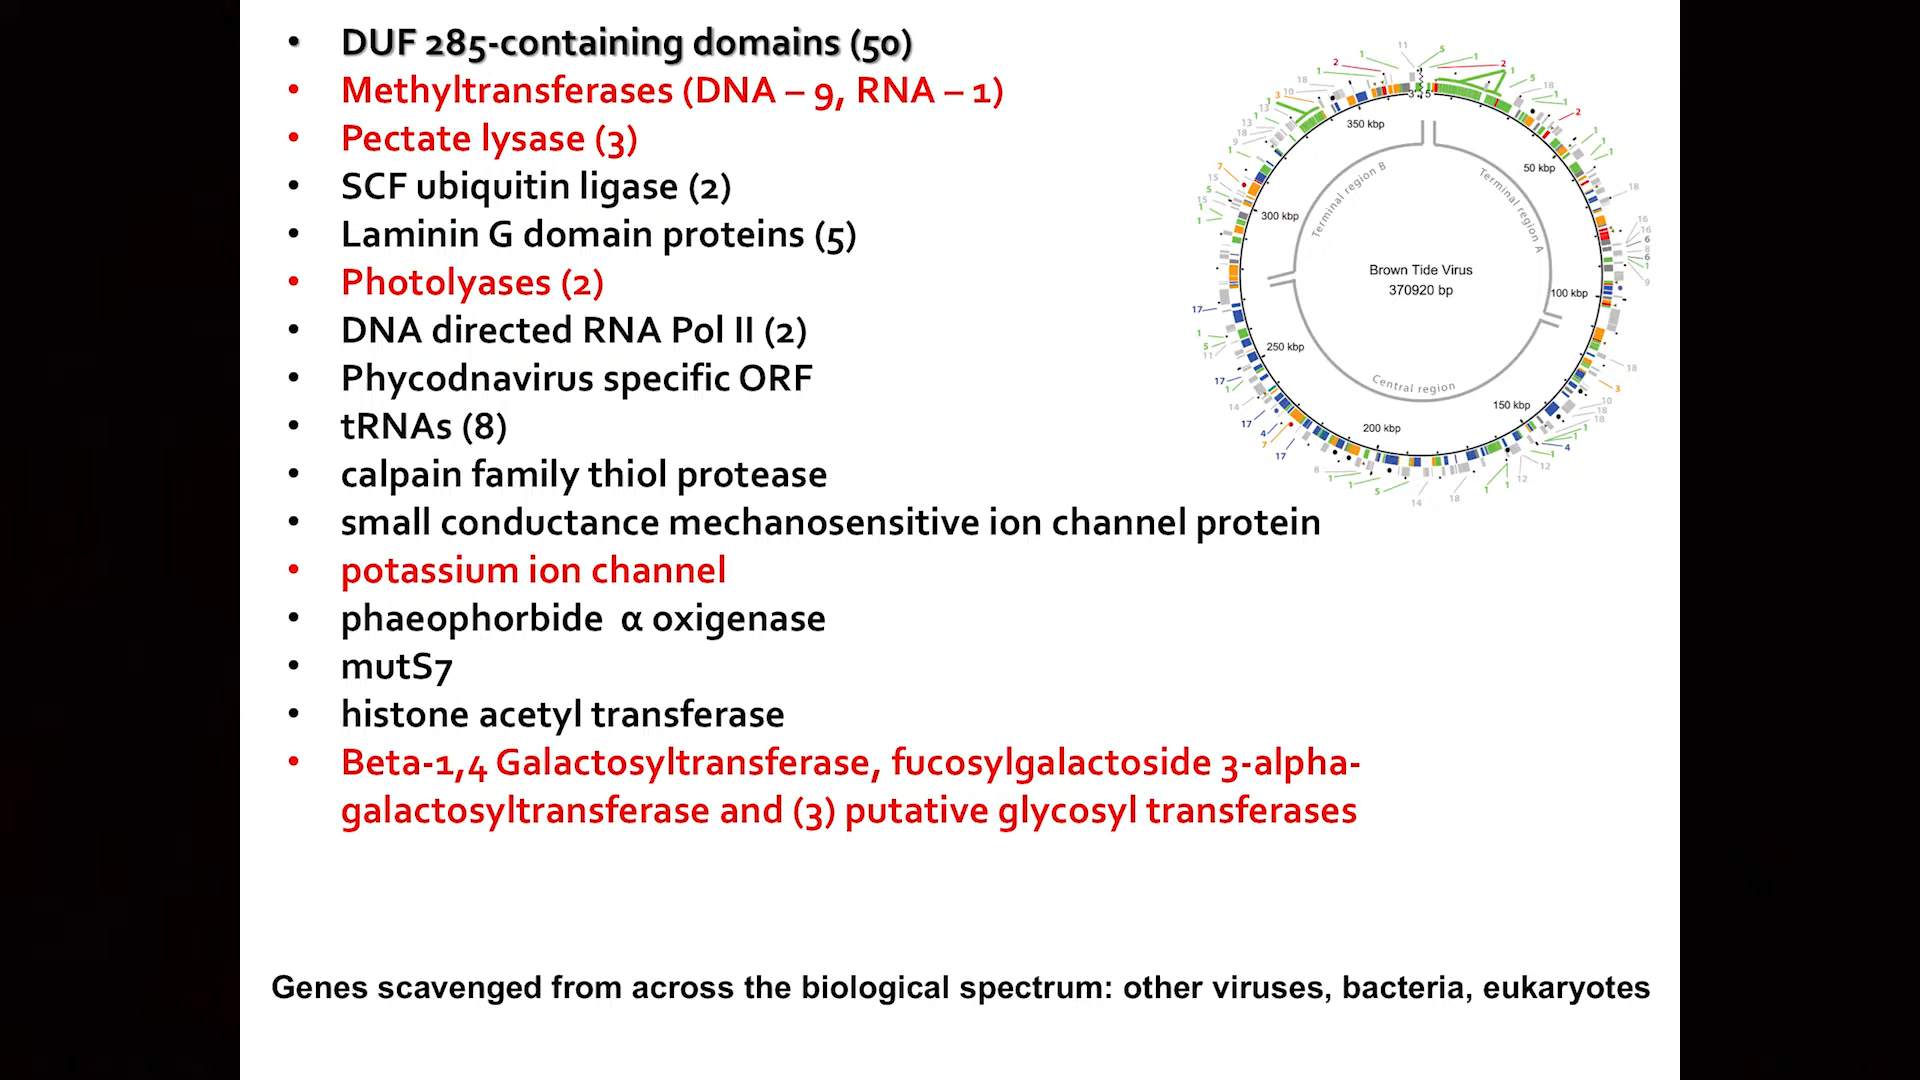 • DUF 285-containing domains (50)
• Methyltransferases (DNA – 9, RNA – 1)
• Pectate lysase (3)
• SCF ubiquitin ligase (2)
• Laminin G domain proteins (5)
• Photolyases (2)
• DNA directed RNA Pol II (2)
• Phycodnavirus specific ORF
• tRNAs (8)
• calpain family thiol protease
• small conductance mechanosensitive ion channel protein
• potassium ion channel
• phaeophorbide α oxigenase
• mutS7
• histone acetyl transferase
• Beta-1,4 Galactosyltransferase, fucosylgalactoside 3-alpha-
galactosyltransferase and (3) putative glycosyl transferases
350 kbp
50 kbp
300 kbp
100 kbp
250 kbp
150 kbp
200 kbp
Terminal region B
Terminal region A
Central region
Brown Tide Virus
370920 bp
Genes scavenged from across the biological spectrum: other viruses, bacteria, eukaryotes